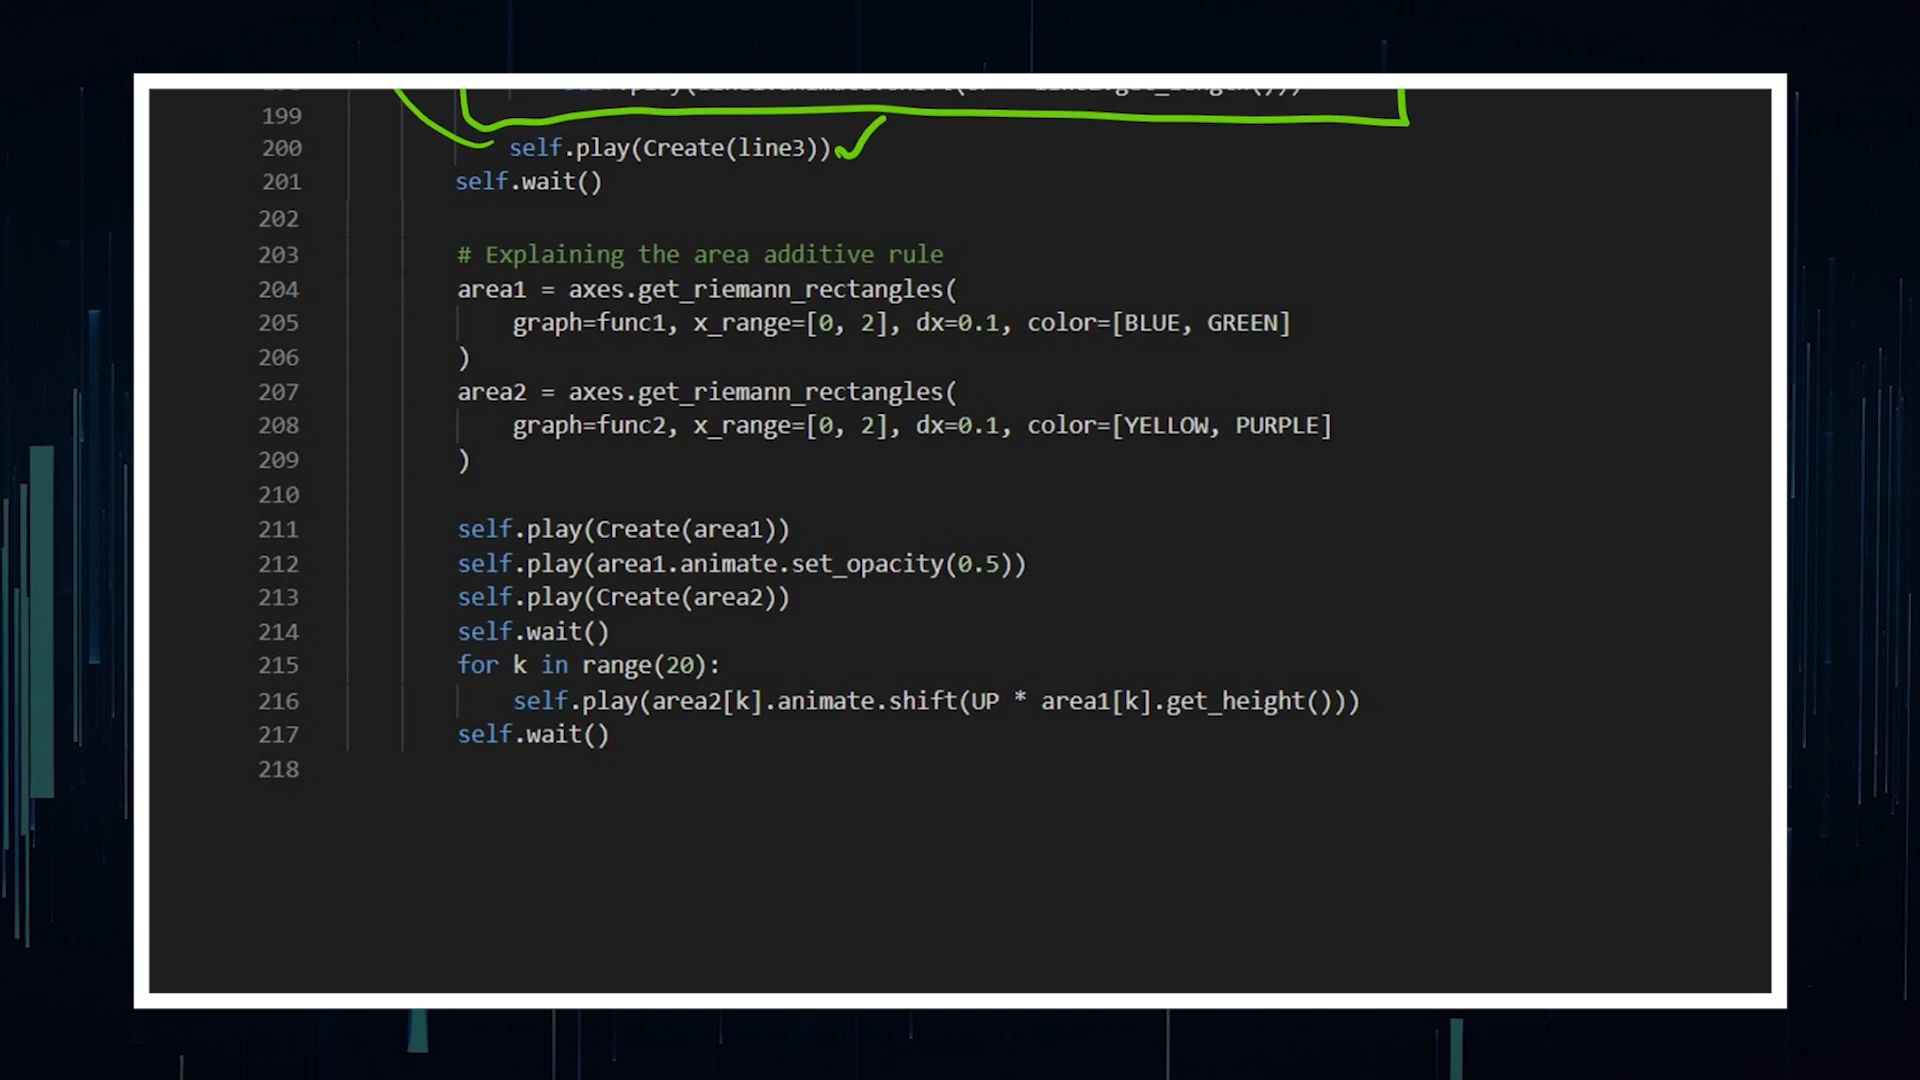 199
200 self.play(Create(line3))
201 self.wait()
202
203 # Explaining the area additive rule
204 area1 = axes.get_riemann_rectangles(
205 graph=func1, x_range=[0, 2], dx=0.1, color=[BLUE, GREEN]
206 )
207 area2 = axes.get_riemann_rectangles(
208 graph=func2, x_range=[0, 2], dx=0.1, color=[YELLOW, PURPLE]
209 )
210
211 self.play(Create(area1))
212 self.play(area1.animate.set_opacity(0.5))
213 self.play(Create(area2))
214 self.wait()
215 for k in range(20):
216 self.play(area2[k].animate.shift(UP * area1[k].get_height()))
217 self.wait()
218